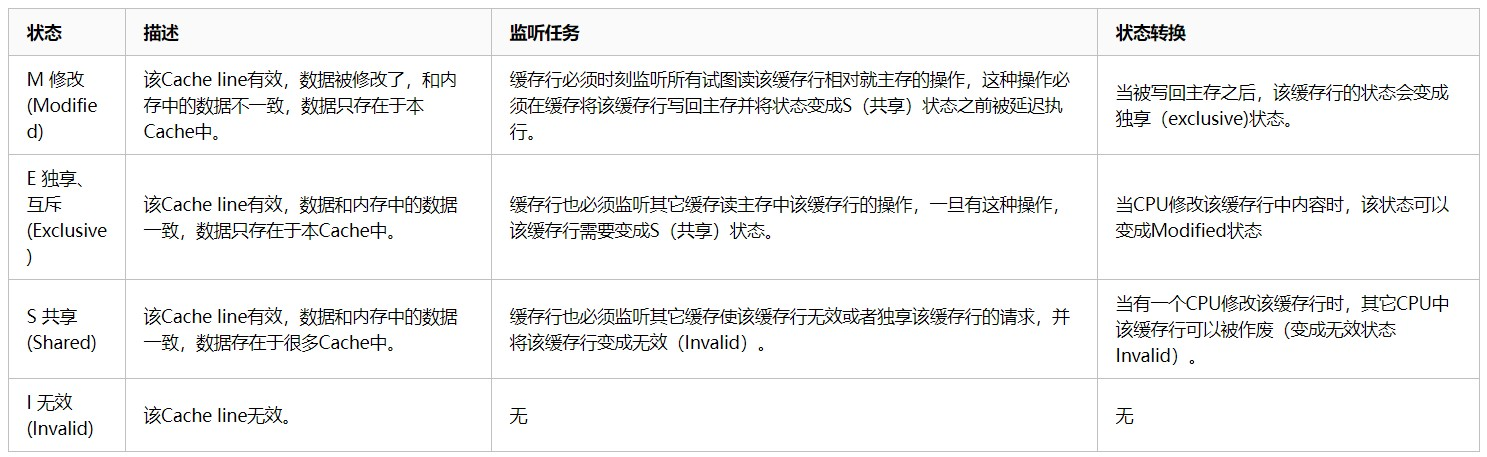 状态
描述
监听任务
状态转换
M 修改
(Modifie
d)
该Cache line有效，数据被修改了，和内
存中的数据不一致，数据只存在于本
Cache中。
缓存行必须时刻监听所有试图读该缓存行相对就主存的操作，这种操作必
须在缓存将该缓存行写回主存并将状态变成S（共享）状态之前被延迟执
行。
当被写回主存之后，该缓存行的状态会变成
独享（exclusive)状态。
E 独享、
互斥
(Exclusive
)
该Cache line有效，数据和内存中的数据
一致，数据只存在于本Cache中。
缓存行也必须监听其它缓存读主存中该缓存行的操作，一旦有这种操作，
该缓存行需要变成S（共享）状态。
当CPU修改该缓存行中内容时，该状态可以
变成Modified状态
S 共享
(Shared)
该Cache line有效，数据和内存中的数据
一致，数据存在于很多Cache中。
缓存行也必须监听其它缓存使该缓存行无效或者独享该缓存行的请求，并
将该缓存行变成无效（Invalid）。
当有一个CPU修改该缓存行时，其它CPU中
该缓存行可以被作废（变成无效状态
Invalid）。
I 无效
(Invalid)
该Cache line无效。
无
无